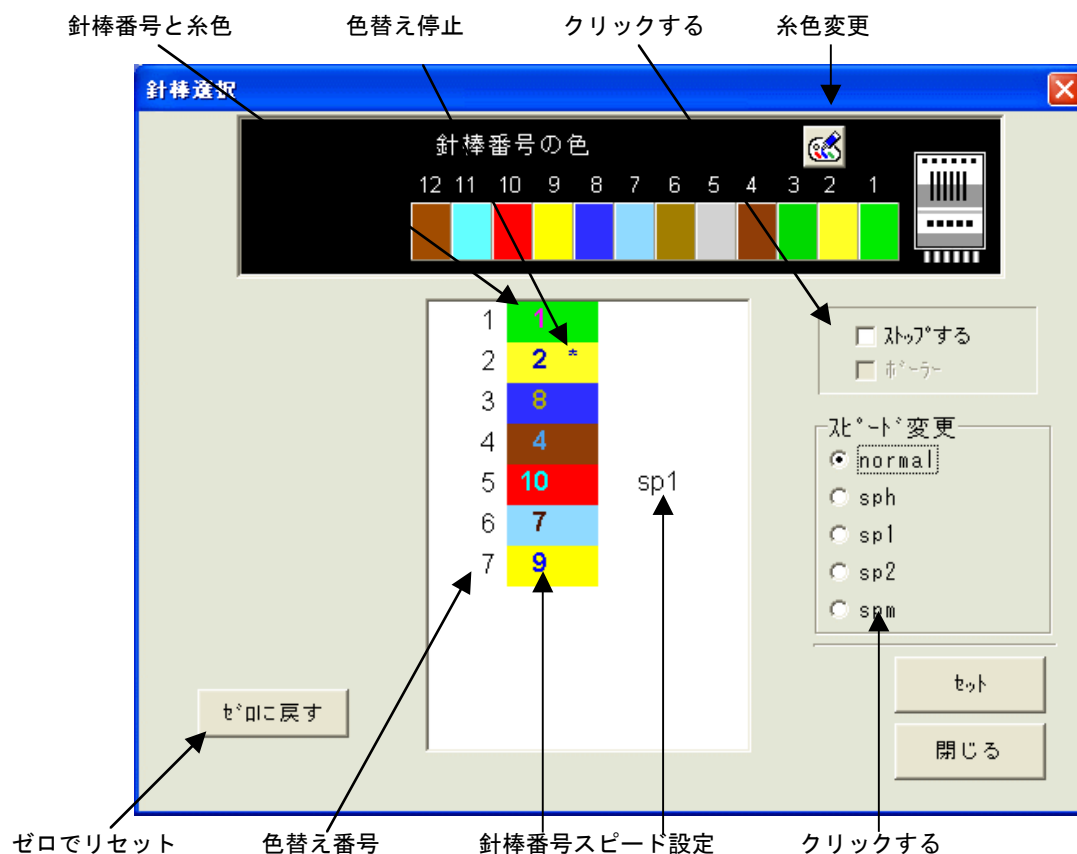 針棒番号と糸色 色替え停止 クリックする 糸色変更
針棒選択
針棒番号の色
12 11 10 9 8 7 6 5 4 3 2 1
1 1
2 2 *
3 8
4 4
5 10 sp1
6 7
7 9
ｽﾄｯﾌﾟする
ﾎﾞｰﾗｰ
ｽﾋﾟｰﾄﾞ変更
normal
sph
sp1
sp2
spm
ｾｯﾄ
ｾﾞﾛに戻す
閉じる
ゼロでリセット 色替え番号 針棒番号スピード設定 クリックする